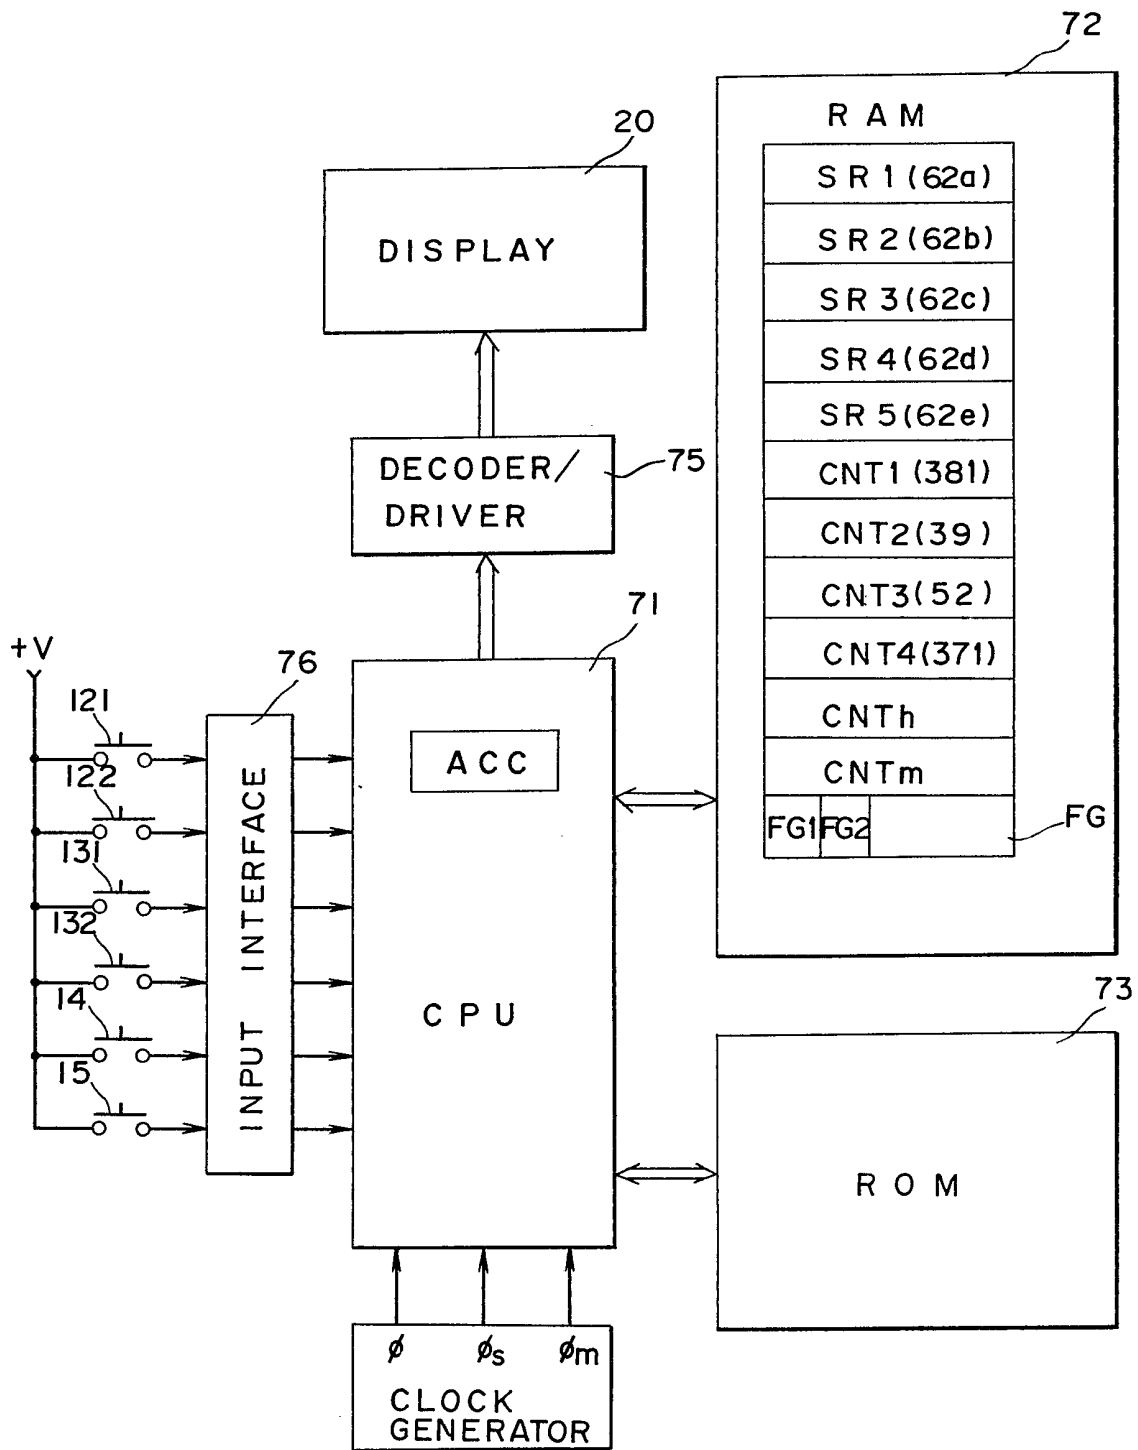 72
RAM
SR1(62a)
SR2(62b)
SR3(62c)
SR4(62d)
SR5(62e)
CNT1(381)
CNT2(39)
CNT3(52)
CNT4(371)
CNTh
CNTm
FG1 FG2
FG
20
DISPLAY
DECODER/
DRIVER
75
71
ACC
CPU
+V
76
INPUT INTERFACE
121
122
131
132
14
15
73
ROM
φ φs φm
CLOCK
GENERATOR